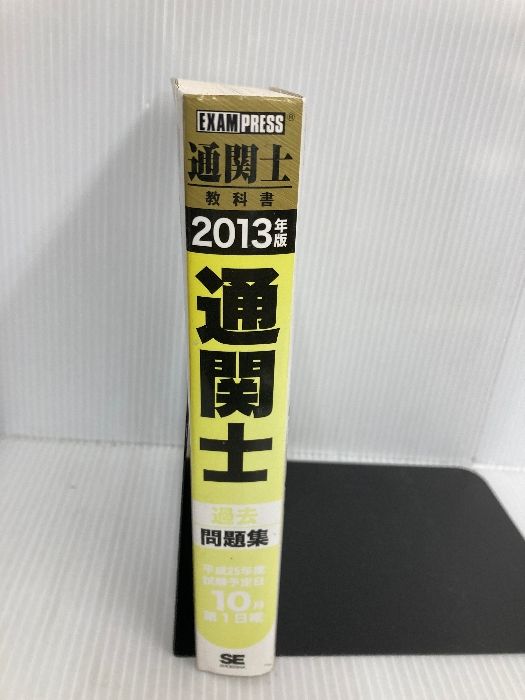 EXAMPRESS®
通関士
教科書
2013年版
通関士
過去
問題集
平成25年度
試験予定日
10月
第1日曜
SE
SHOEISHA